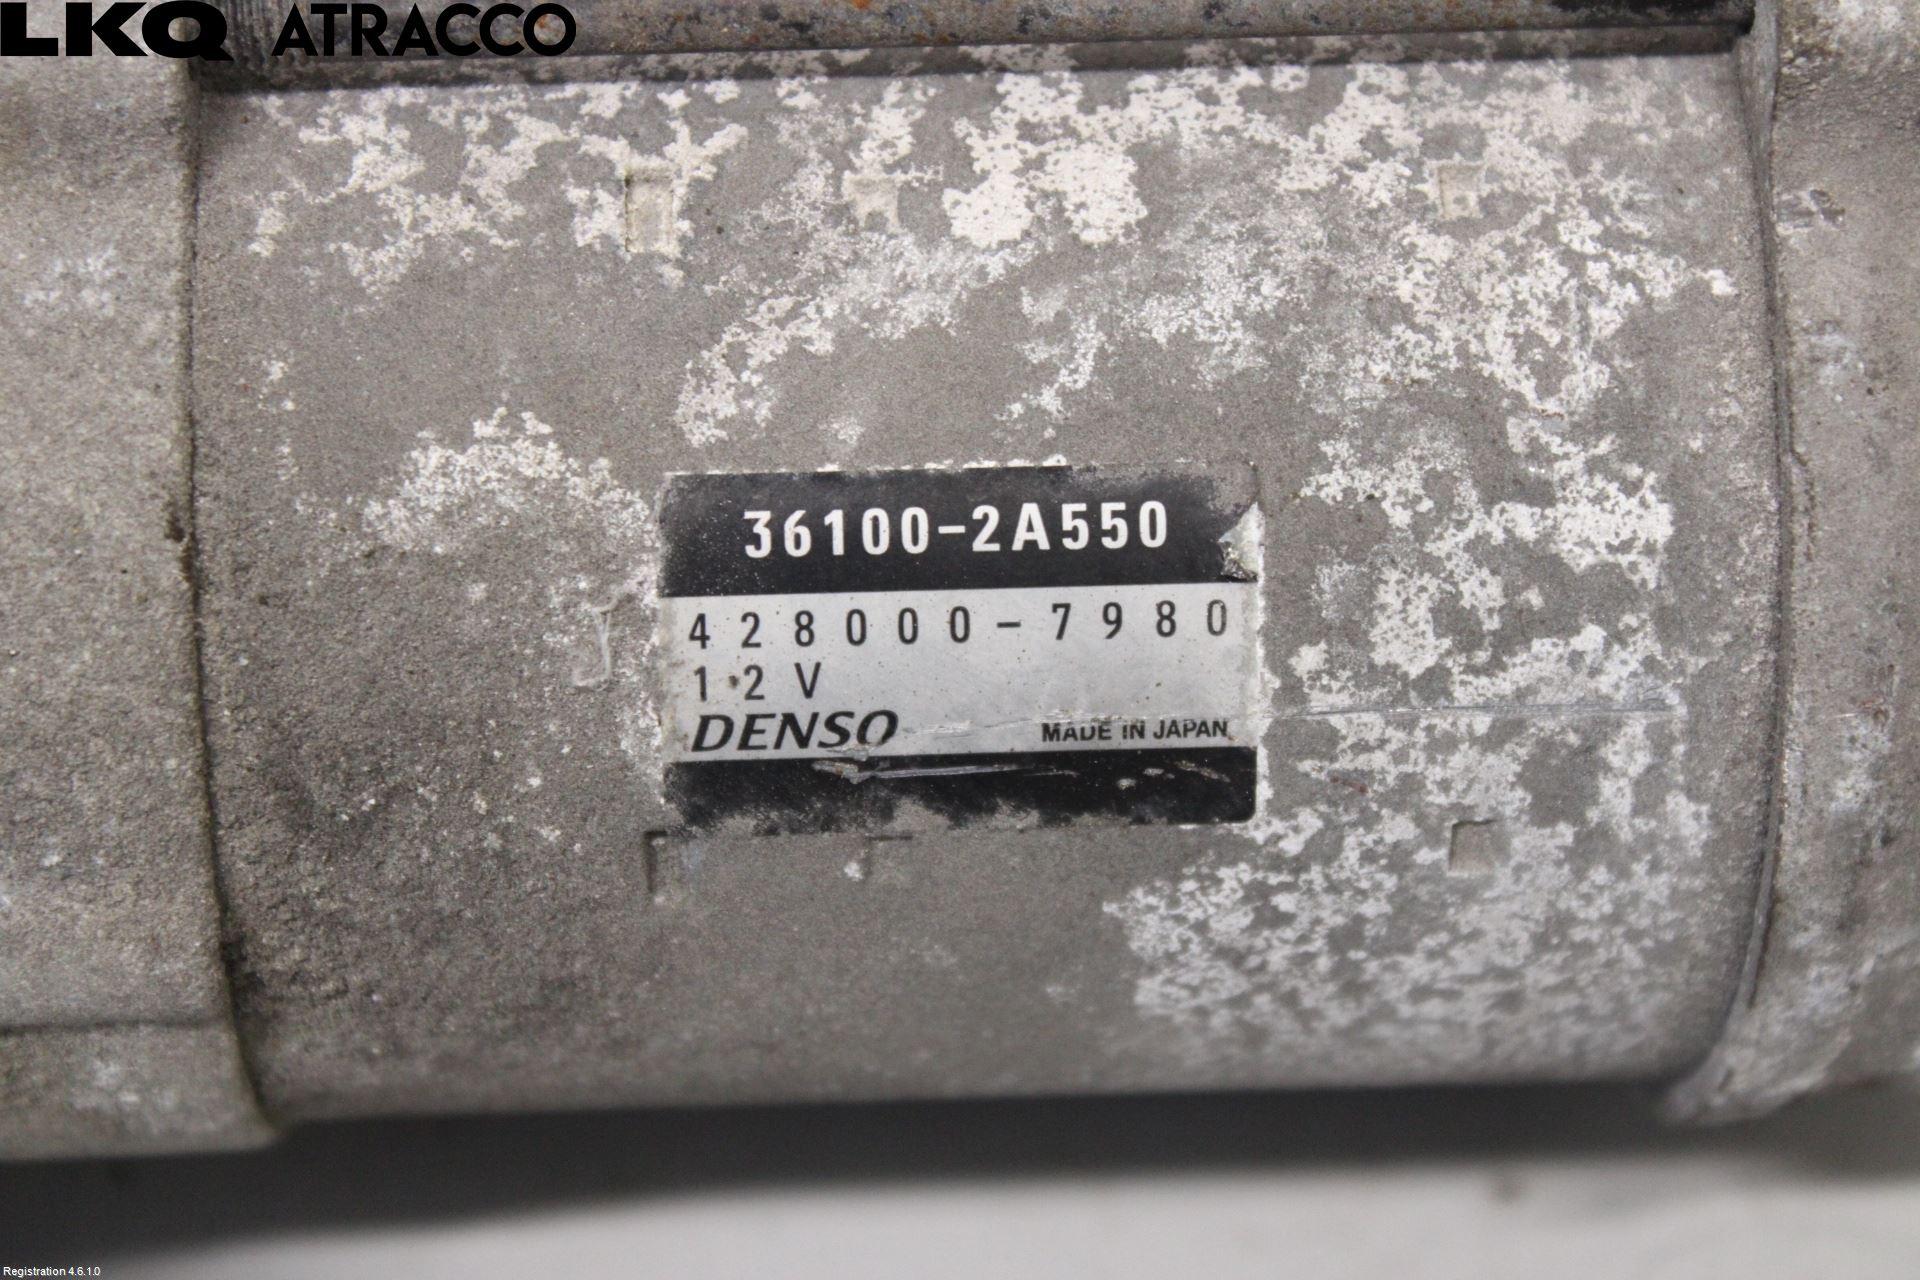 LKQ ATRACCO
36100-2A550
428000-7980
12V
DENSO MADE IN JAPAN
Registration 4.6.1.0